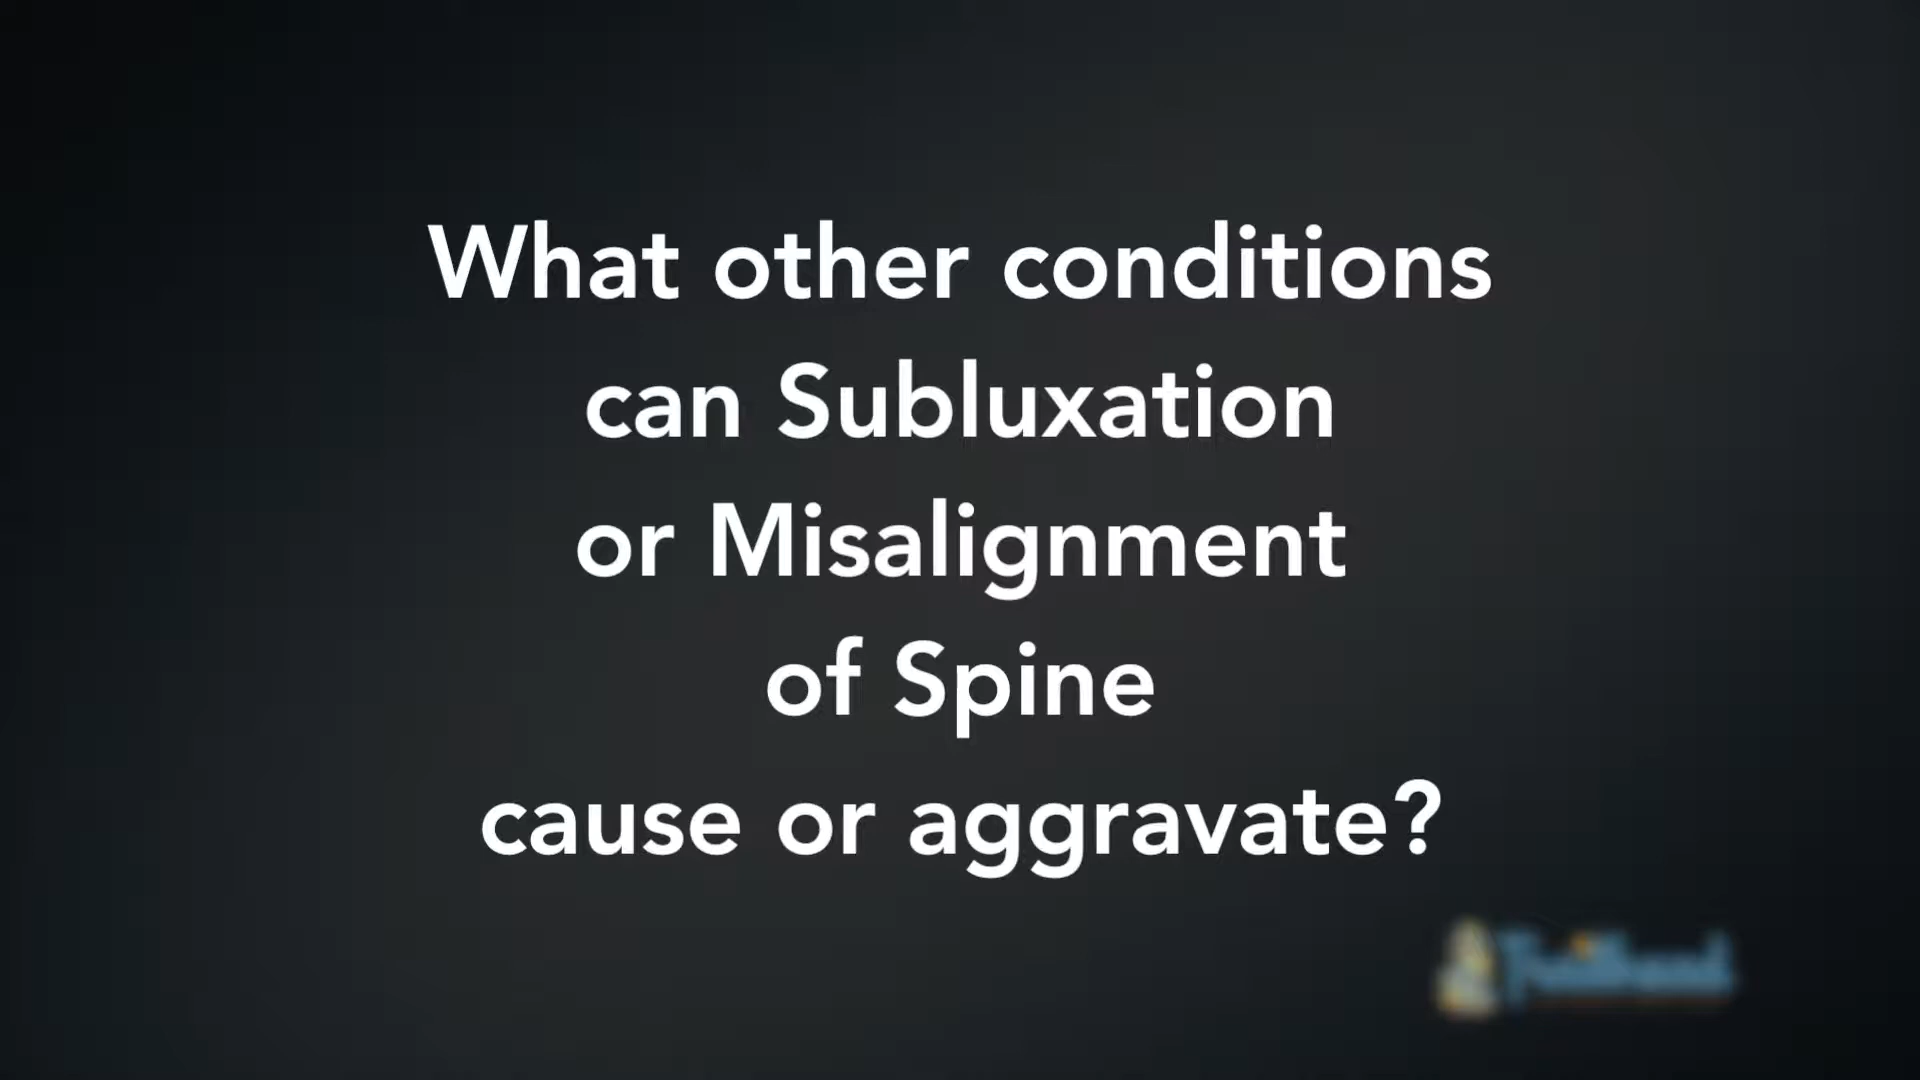 What other conditions
can Subluxation
or Misalignment
of Spine
cause or aggravate?